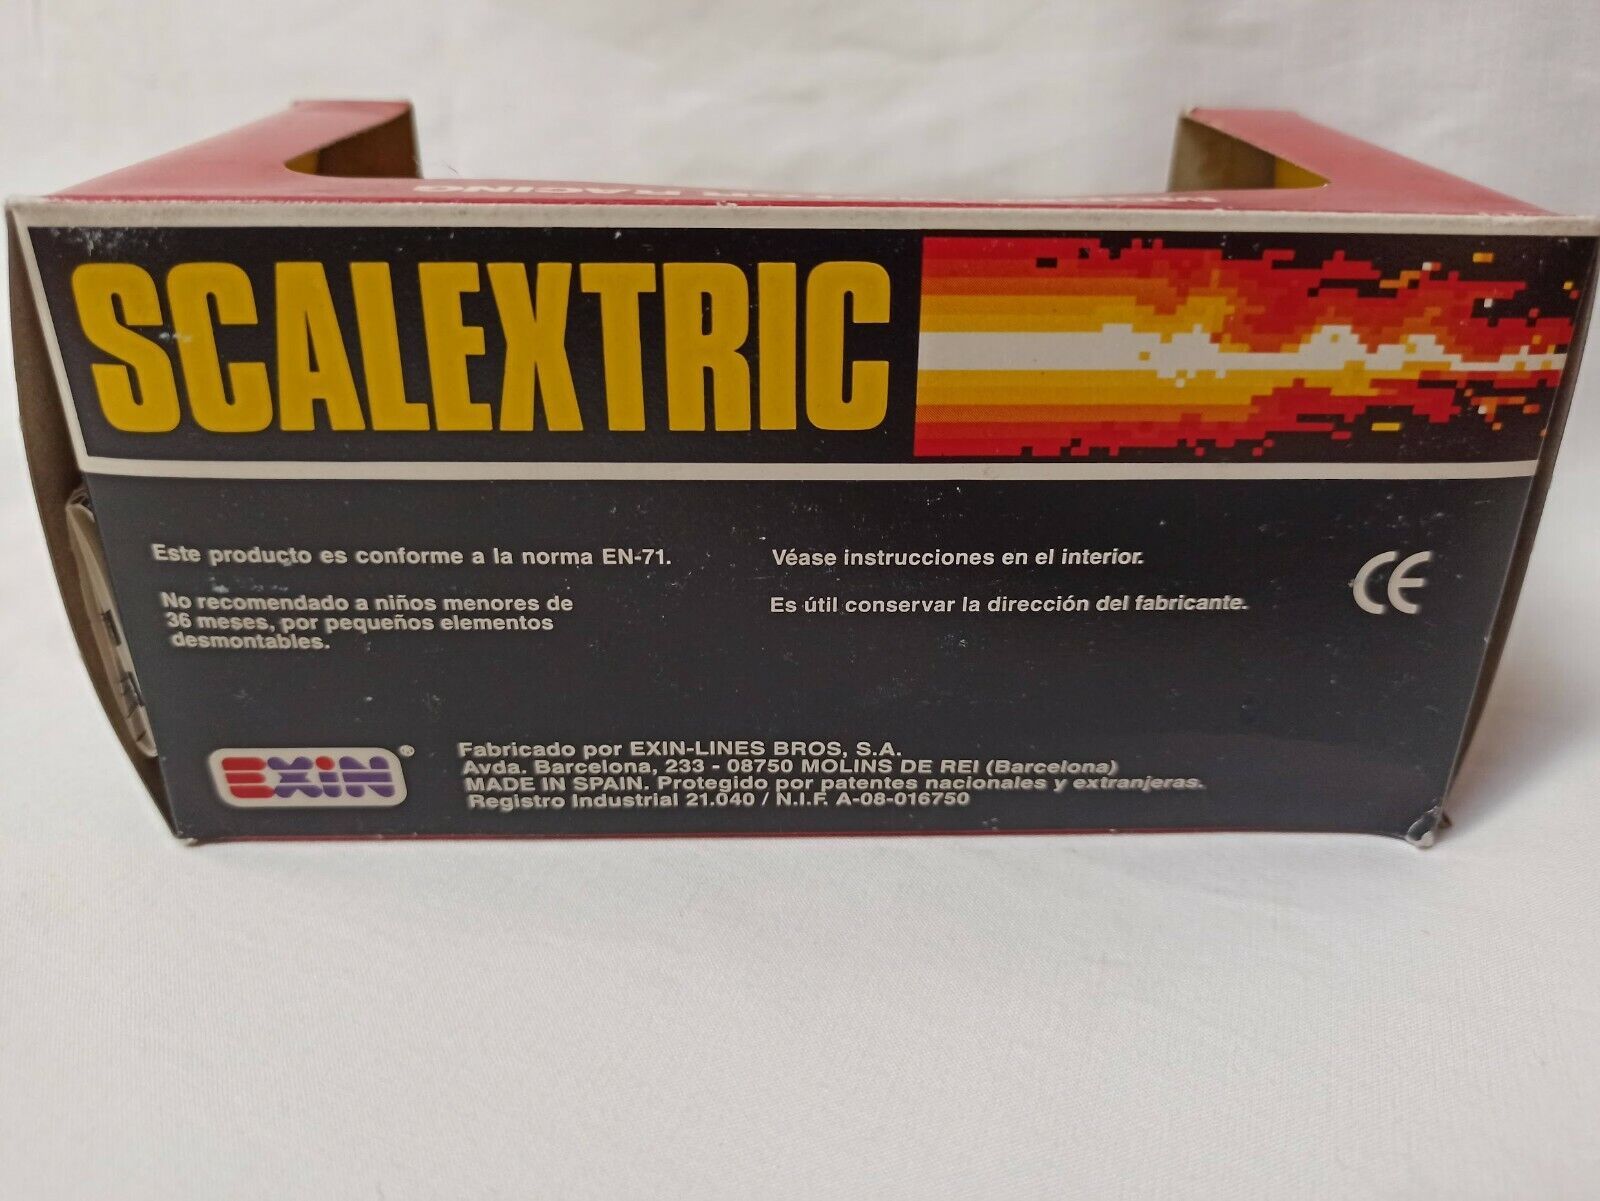 MOTOR RACING
SCALEXTRIC
Este producto es conforme a la norma EN-71.
No recomendado a niños menores de
36 meses, por pequeños elementos
desmontables.
Véase instrucciones en el interior.
Es útil conservar la dirección del fabricante.
CE
EXIN®
Fabricado por EXIN-LINES BROS, S.A.
Avda. Barcelona, 233 - 08750 MOLINS DE REI (Barcelona)
MADE IN SPAIN. Protegido por patentes nacionales y extranjeras.
Registro Industrial 21.040 / N.I.F. A-08-016750